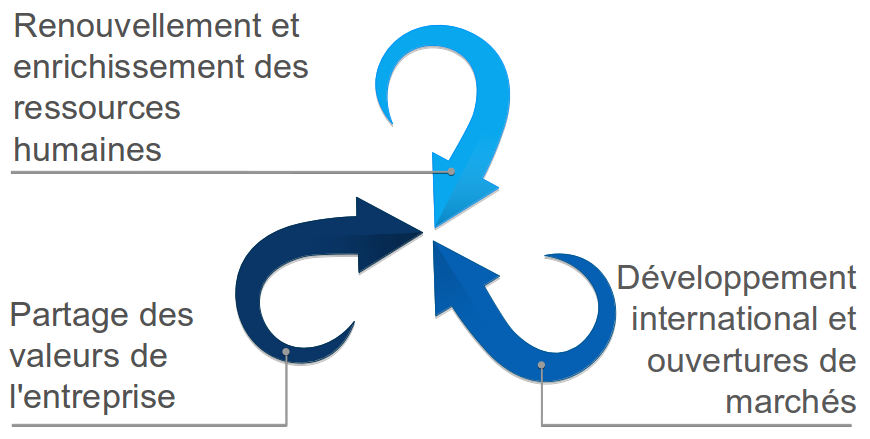 Renouvellement et
enrichissement des
ressources
humaines
Partage des
valeurs de
l'entreprise
Développement
international et
ouvertures de
marchés